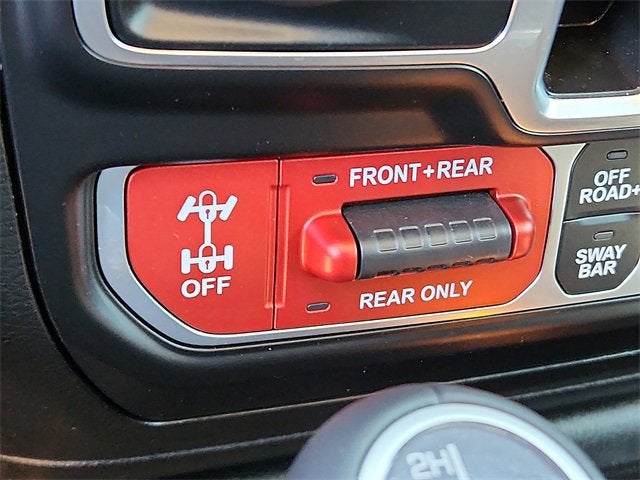 FRONT+REAR
OFF
REAR ONLY
OFF
ROAD+
SWAY
BAR
2H